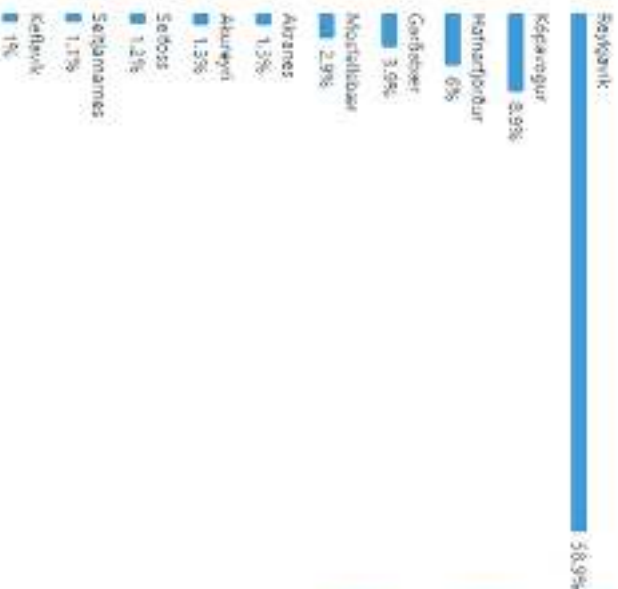 Reykjavík
58.9%
Kópavogur
8.9%
Hafnarfjörður
6%
Garðabær
3.9%
Mosfellsbær
2.9%
Akranes
1.3%
Akureyri
1.3%
Selfoss
1.2%
Seltjarnarnes
1.1%
Keflavík
1%